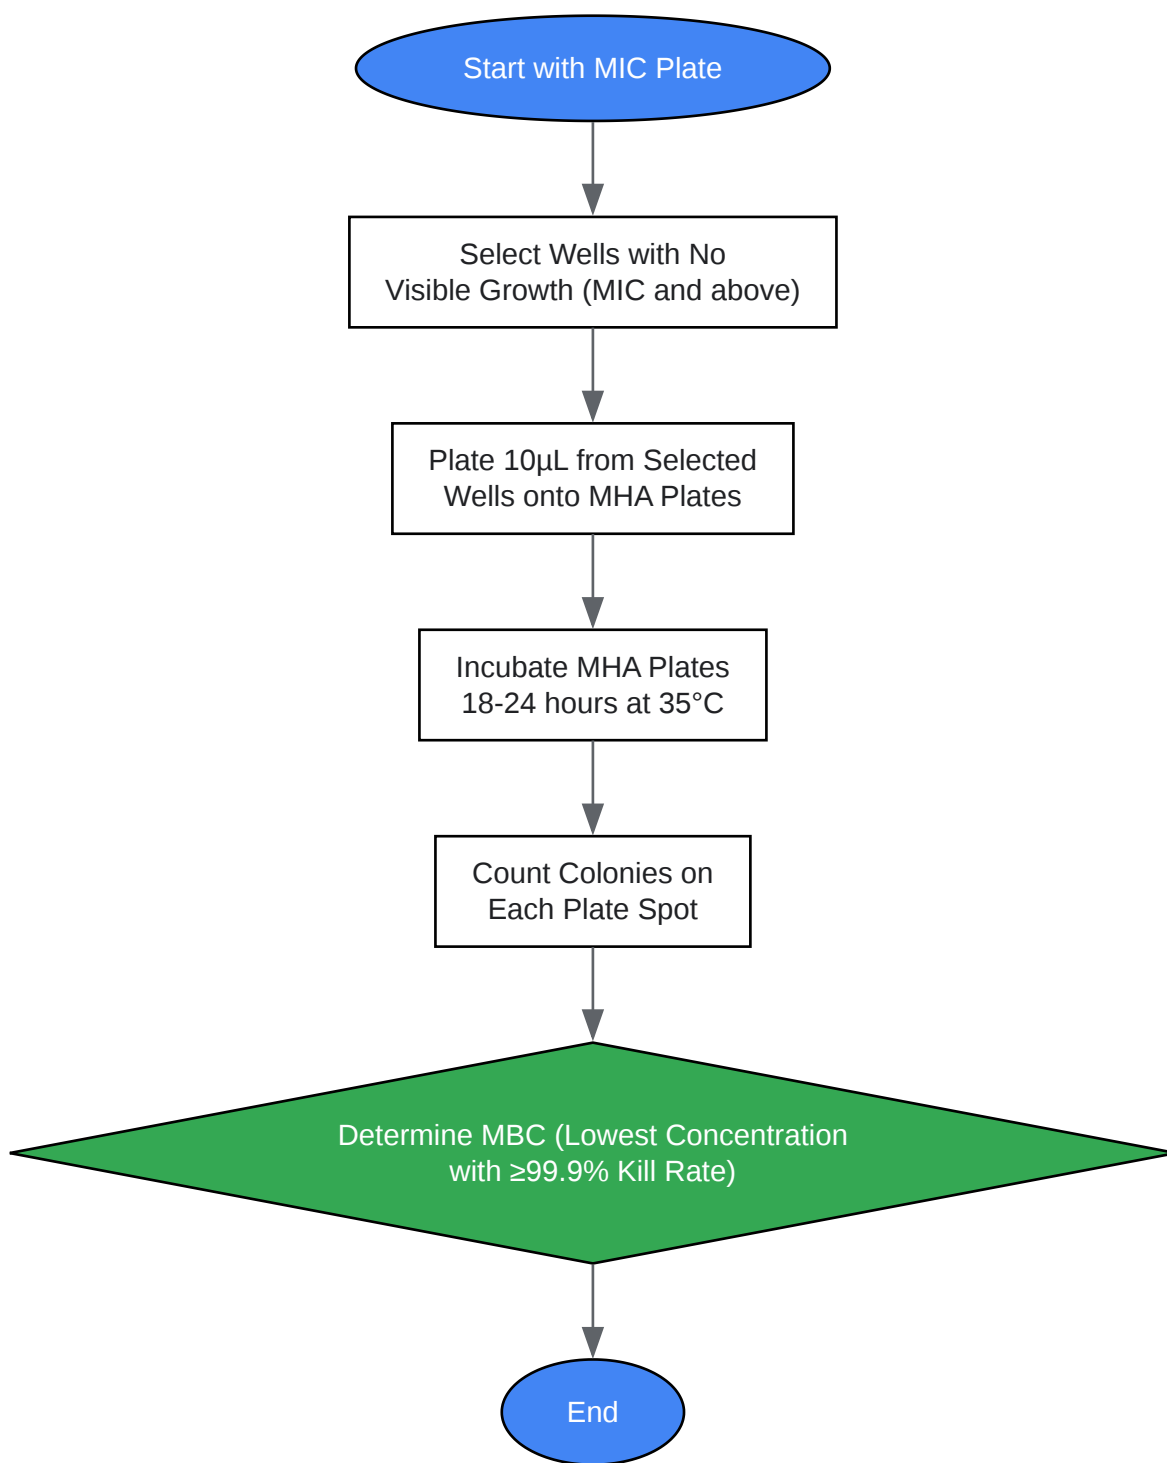 Start with MIC Plate
Select Wells with No
Visible Growth (MIC and above)
Plate 10µL from Selected
Wells onto MHA Plates
Incubate MHA Plates
18-24 hours at 35°C
Count Colonies on
Each Plate Spot
Determine MBC (Lowest Concentration
with ≥99.9% Kill Rate)
End